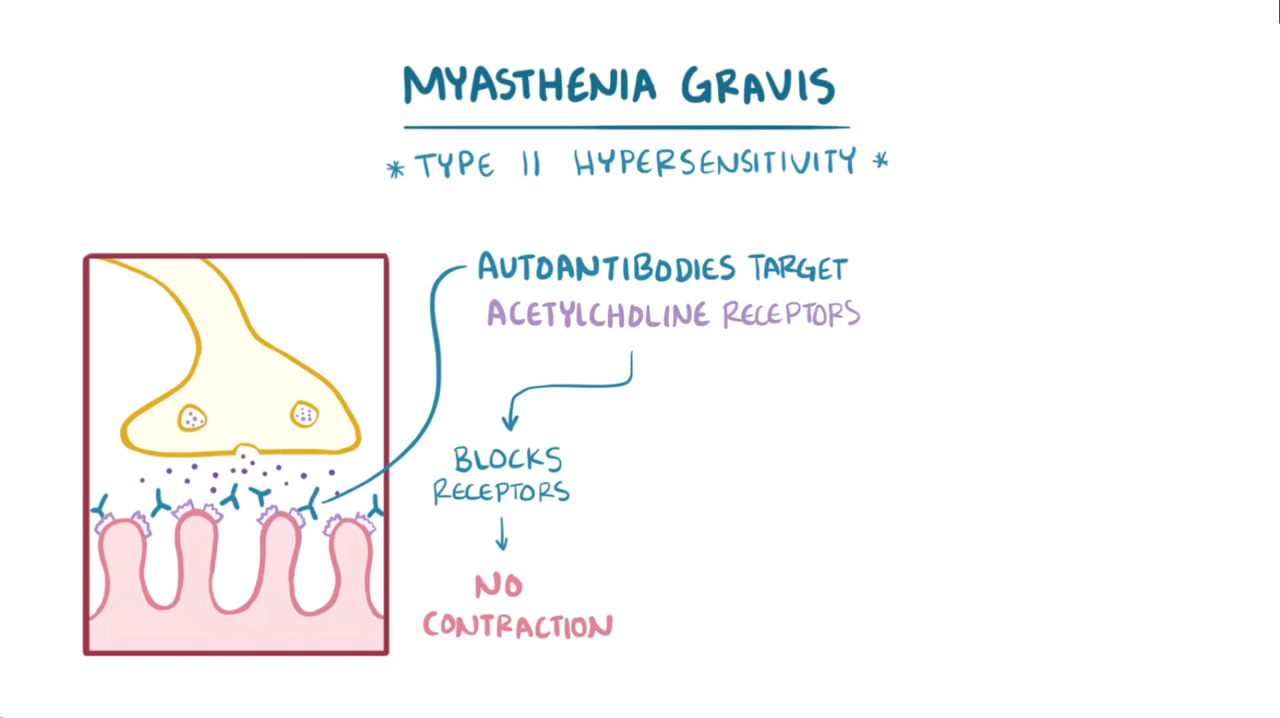 MYASTHENIA GRAVIS
* TYPE II HYPERSENSITIVITY *
AUTOANTIBODIES TARGET
ACETYLCHOLINE RECEPTORS
BLOCKS
RECEPTORS
NO
CONTRACTION